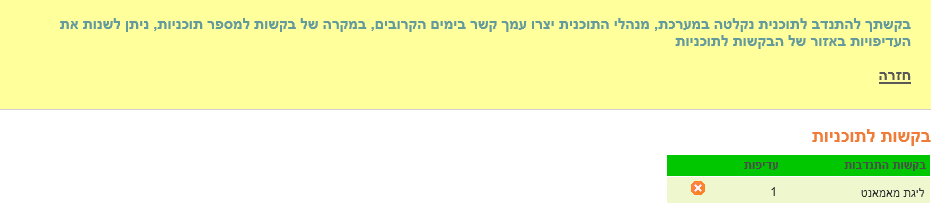 בקשתך להתנדב לתוכנית נקלטה במערכת, מנהלי התוכנית יצרו עמך קשר בימים הקרובים, במקרה של בקשות למספר תוכניות, ניתן לשנות את
העדיפויות באזור של הבקשות לתוכניות
חזרה
בקשות לתוכניות
בקשות התנדבות עדיפות
ליגת מאמאנט 1